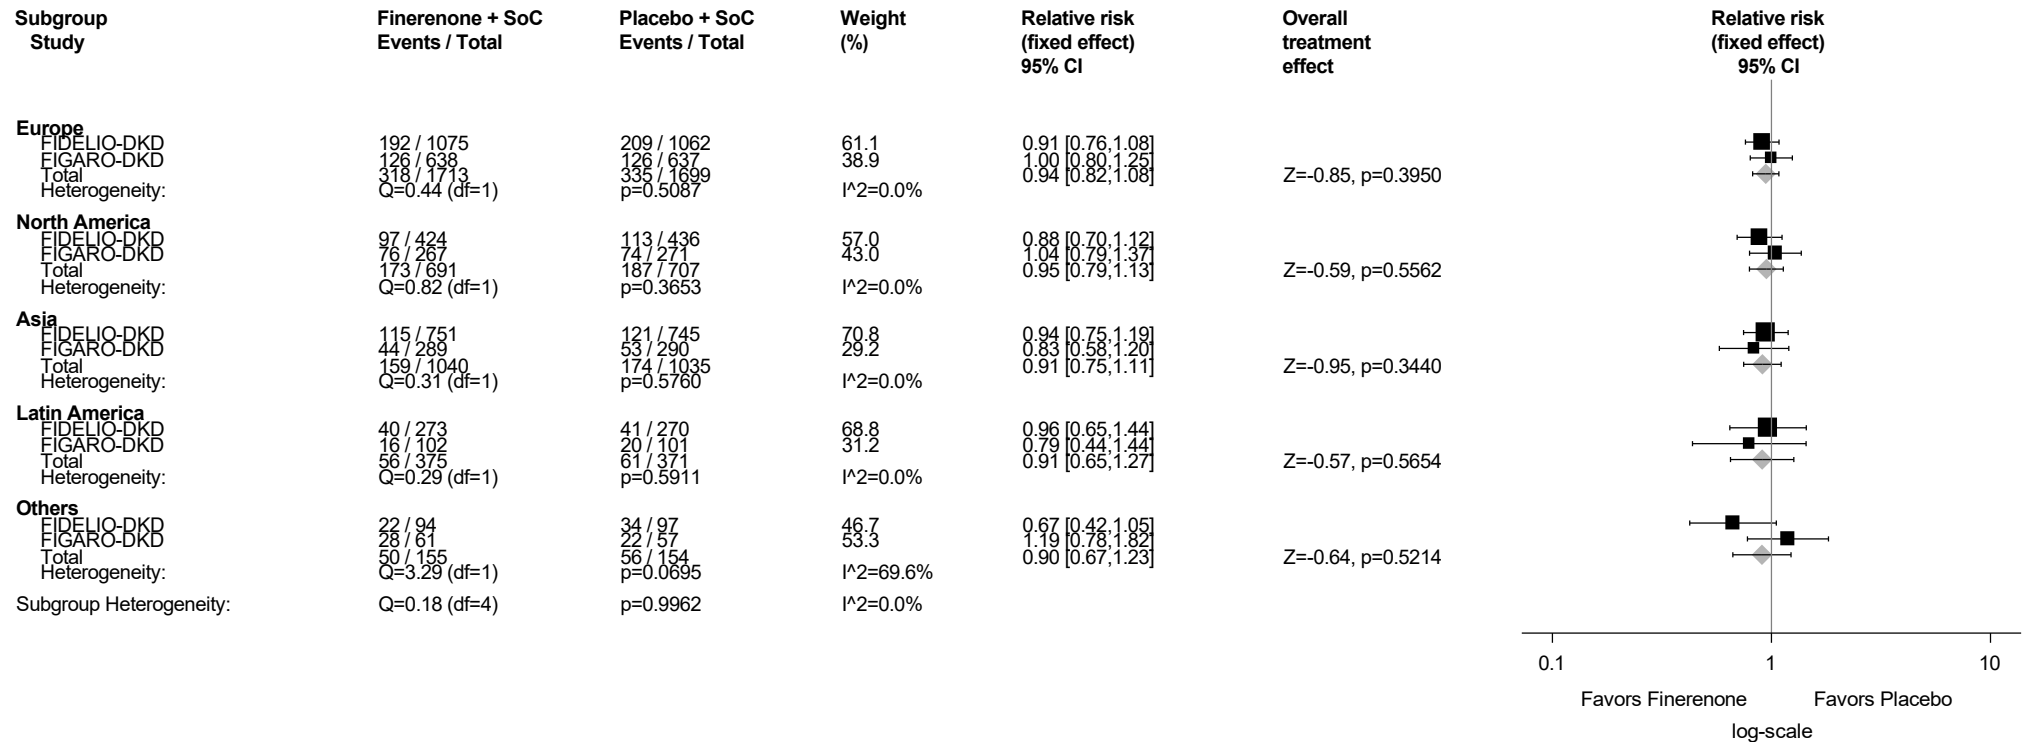 Subgroup Finerenone + SoC Placebo + SoC Weight Relative risk Overall Relative risk
Study Events / Total Events / Total (%) (fixed effect) treatment (fixed effect)
95% CI effect 95% CI
Europe
FIDELIO-DKD 192 / 1075 209 / 1062 61.1 0.91 [0.76,1.08]
FIGARO-DKD 126 / 638 126 / 637 38.9 1.00 [0.80,1.25]
Total 318 / 1713 335 / 1699 0.94 [0.82,1.08] Z=-0.85, p=0.3950
Heterogeneity: Q=0.44 (df=1) p=0.5087 I^2=0.0%
North America
FIDELIO-DKD 97 / 424 113 / 436 57.0 0.88 [0.70,1.12]
FIGARO-DKD 76 / 267 74 / 271 43.0 1.04 [0.79,1.37]
Total 173 / 691 187 / 707 0.95 [0.79,1.13] Z=-0.59, p=0.5562
Heterogeneity: Q=0.82 (df=1) p=0.3653 I^2=0.0%
Asia
FIDELIO-DKD 115 / 751 121 / 745 70.8 0.94 [0.75,1.19]
FIGARO-DKD 44 / 289 53 / 290 29.2 0.83 [0.58,1.20]
Total 159 / 1040 174 / 1035 0.91 [0.75,1.11] Z=-0.95, p=0.3440
Heterogeneity: Q=0.31 (df=1) p=0.5760 I^2=0.0%
Latin America
FIDELIO-DKD 40 / 273 41 / 270 68.8 0.96 [0.65,1.44]
FIGARO-DKD 16 / 102 20 / 101 31.2 0.79 [0.44,1.44]
Total 56 / 375 61 / 371 0.91 [0.65,1.27] Z=-0.57, p=0.5654
Heterogeneity: Q=0.29 (df=1) p=0.5911 I^2=0.0%
Others
FIDELIO-DKD 22 / 94 34 / 97 46.7 0.67 [0.42,1.05]
FIGARO-DKD 28 / 61 22 / 57 53.3 1.19 [0.78,1.82]
Total 50 / 155 56 / 154 0.90 [0.67,1.23] Z=-0.64, p=0.5214
Heterogeneity: Q=3.29 (df=1) p=0.0695 I^2=69.6%
Subgroup Heterogeneity: Q=0.18 (df=4) p=0.9962 I^2=0.0%
0.1 1 10
Favors Finerenone Favors Placebo
log-scale